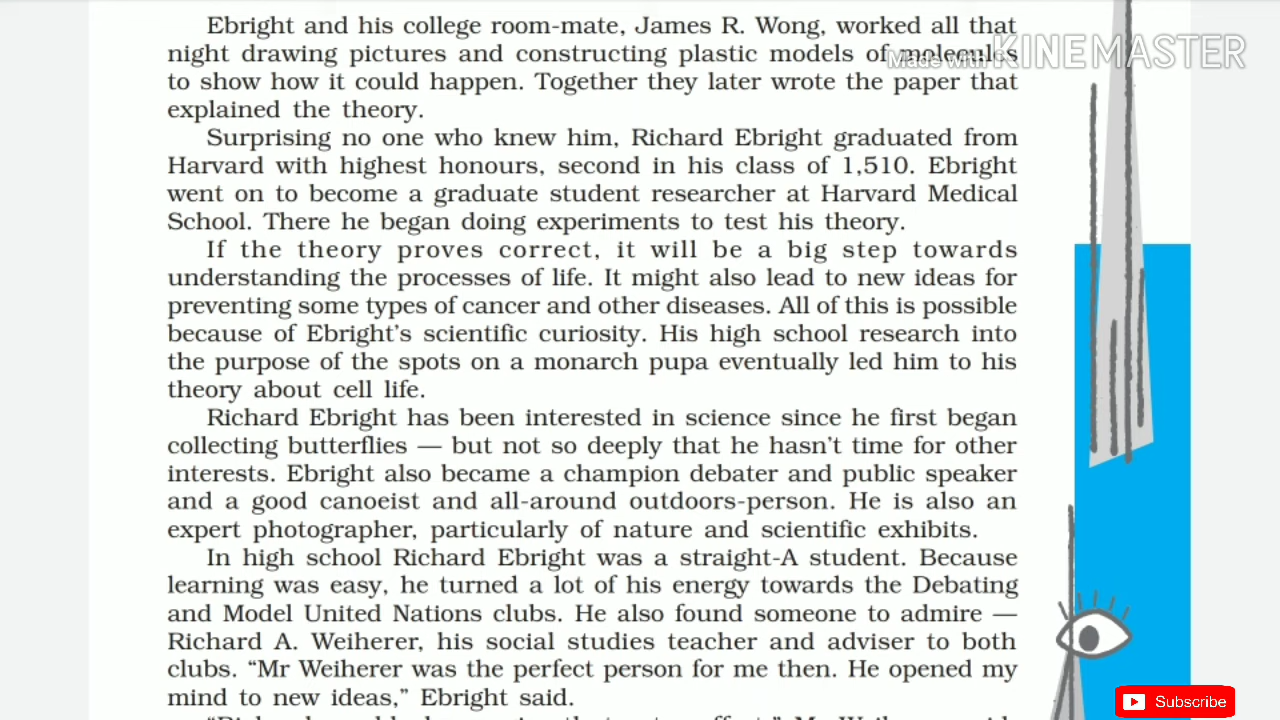 Ebright and his college room-mate, James R. Wong, worked all that
night drawing pictures and constructing plastic models of molecules
to show how it could happen. Together they later wrote the paper that
explained the theory.
Surprising no one who knew him, Richard Ebright graduated from
Harvard with highest honours, second in his class of 1,510. Ebright
went on to become a graduate student researcher at Harvard Medical
School. There he began doing experiments to test his theory.
If the theory proves correct, it will be a big step towards
understanding the processes of life. It might also lead to new ideas for
preventing some types of cancer and other diseases. All of this is possible
because of Ebright's scientific curiosity. His high school research into
the purpose of the spots on a monarch pupa eventually led him to his
theory about cell life.
Richard Ebright has been interested in science since he first began
collecting butterflies — but not so deeply that he hasn't time for other
interests. Ebright also became a champion debater and public speaker
and a good canoeist and all-around outdoors-person. He is also an
expert photographer, particularly of nature and scientific exhibits.
In high school Richard Ebright was a straight-A student. Because
learning was easy, he turned a lot of his energy towards the Debating
and Model United Nations clubs. He also found someone to admire —
Richard A. Weiherer, his social studies teacher and adviser to both
clubs. “Mr Weiherer was the perfect person for me then. He opened my
mind to new ideas,” Ebright said.
Made with KINEMASTER
Subscribe